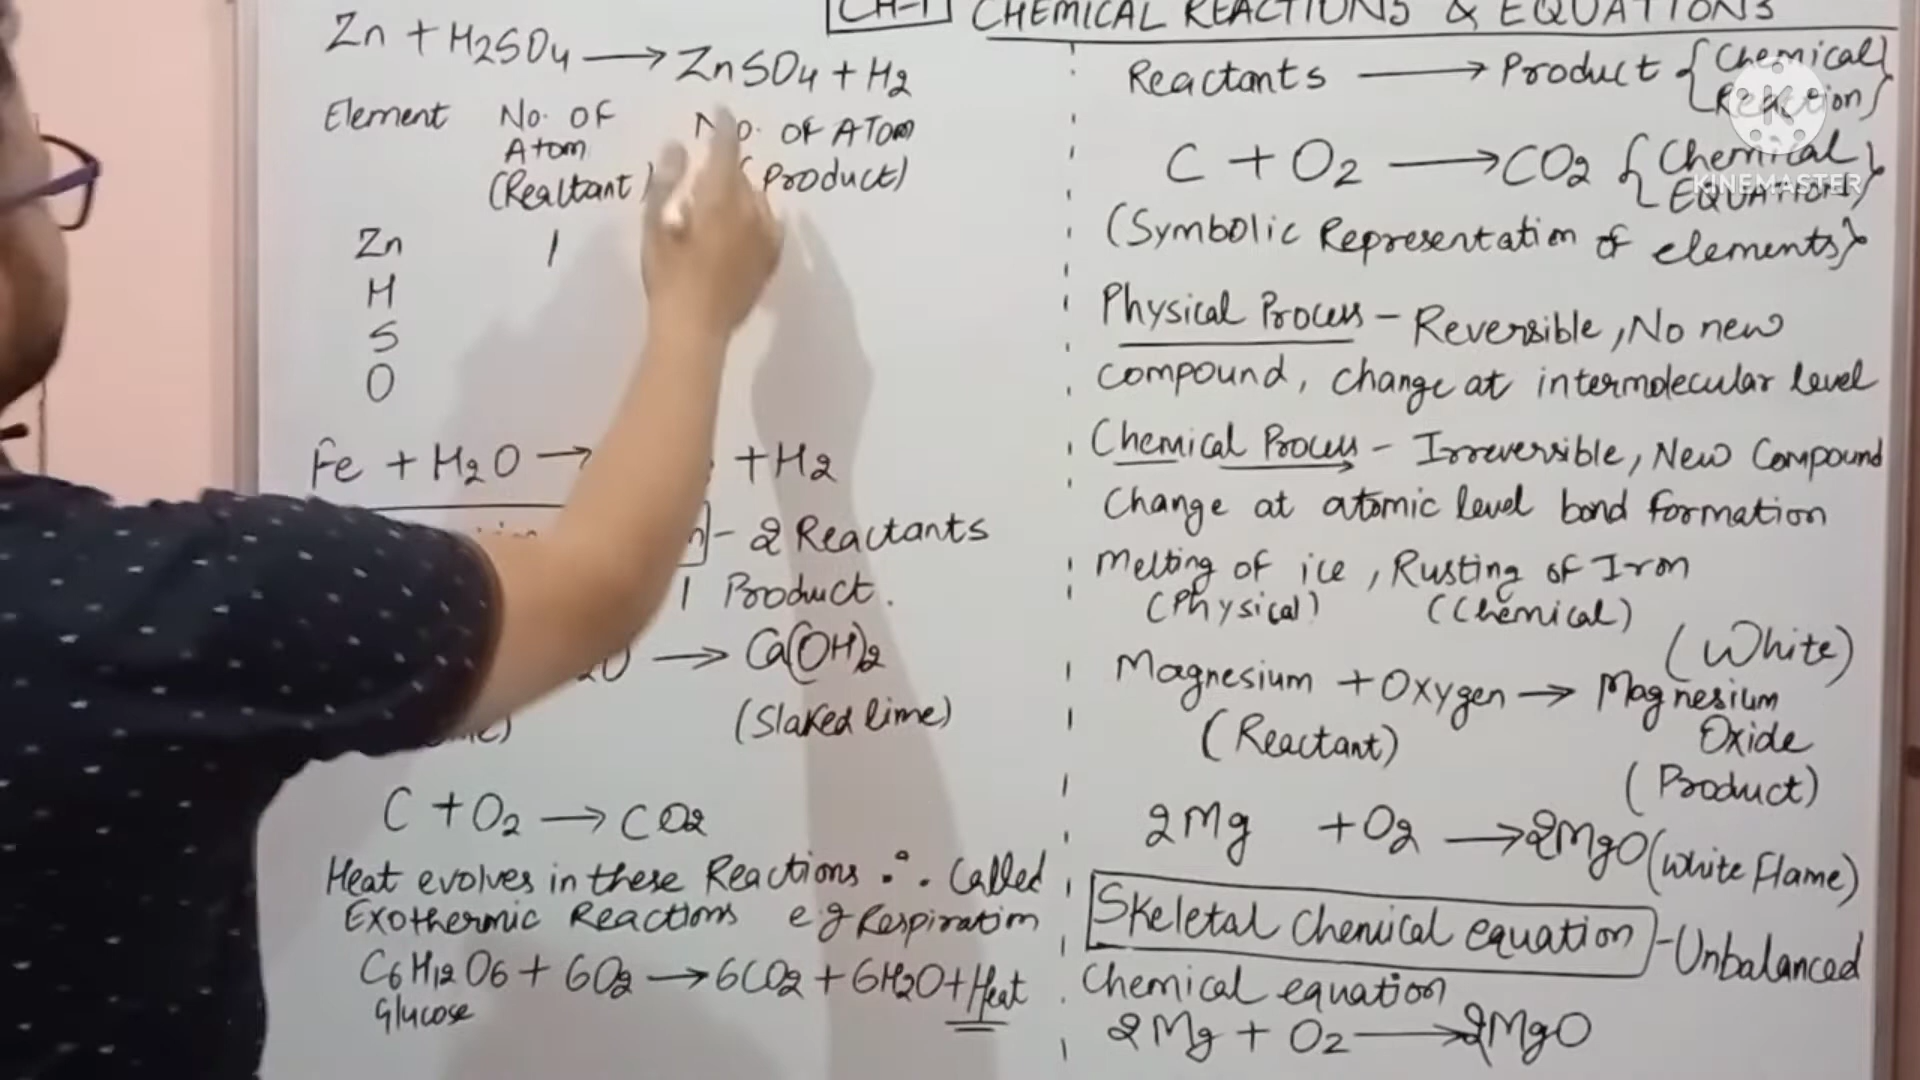 CH-1 CHEMICAL REACTIONS & EQUATIONS
Zn + H2SO4 → ZnSO4 + H2
Element No. OF No. OF ATOM
Atom
(Realtant) (Product)
Zn 1
H
S
O
Fe + H2O → + H2
- 2 Reactants
1 Product.
→ Ca(OH)2
(Slaked lime)
C + O2 → CO2
Heat evolves in these Reactions ∴ Called
Exothermic Reactions e.g Respiration
C6H12O6 + 6O2 → 6CO2 + 6H2O + Heat
Glucose
Reactants → Product {Chemical
Reaction}
C + O2 → CO2 {Chemical
EQUATION}
(Symbolic Representation of elements}
Physical Process - Reversible, No new
compound, change at intermolecular level
Chemical Process - Irreversible, New Compound
Change at atomic level bond formation
Melting of ice, Rusting of Iron
(Physical) (Chemical)
(White)
Magnesium + Oxygen → Magnesium
(Reactant) Oxide
(Product)
2Mg + O2 → 2MgO (White Flame)
Skeletal Chemical equation - Unbalanced
Chemical equation
2Mg + O2 → 2MgO
KINEMASTER